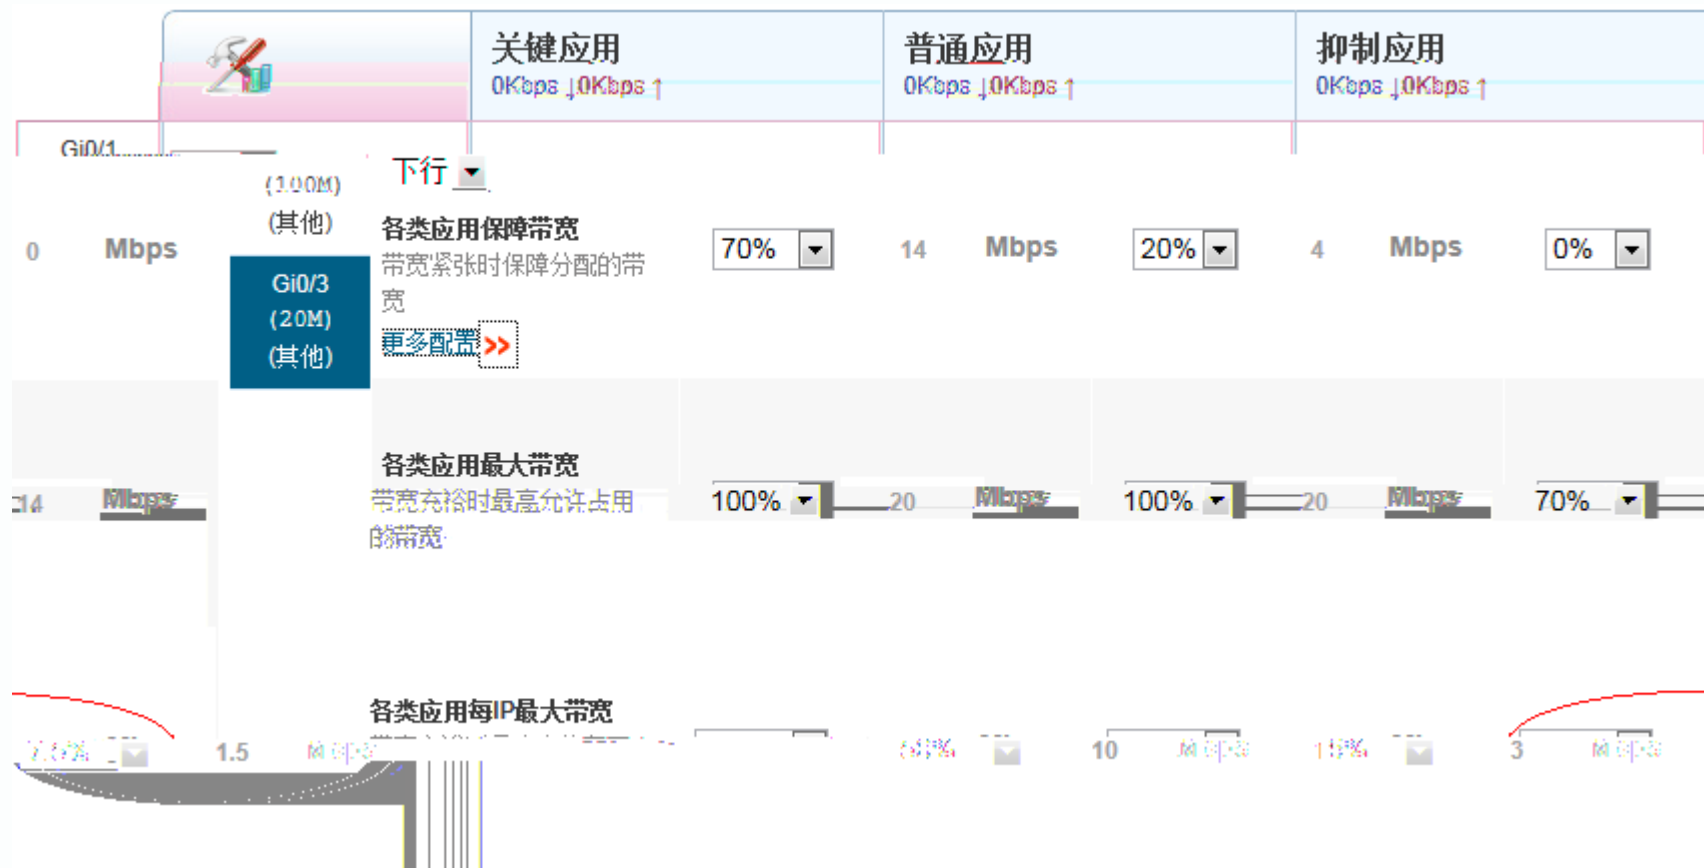 关键应用 普通应用 抑制应用
0Kbps ↓0Kbps ↑ 0Kbps ↓0Kbps ↑ 0Kbps ↓0Kbps ↑
Gi0/1
下行
(100M)
(其他)
各类应用保障带宽
0 Mbps 70% 14 Mbps 20% 4 Mbps 0%
带宽紧张时保障分配的带
宽
Gi0/3
(20M)
(其他)
更多配置>>
各类应用最大带宽
14 Mbps 100% 20 Mbps 100% 20 Mbps 70%
带宽充裕时最高允许占用
的带宽
各类应用每IP最大带宽
1.5 Mbps 10 Mbps 3 Mbps